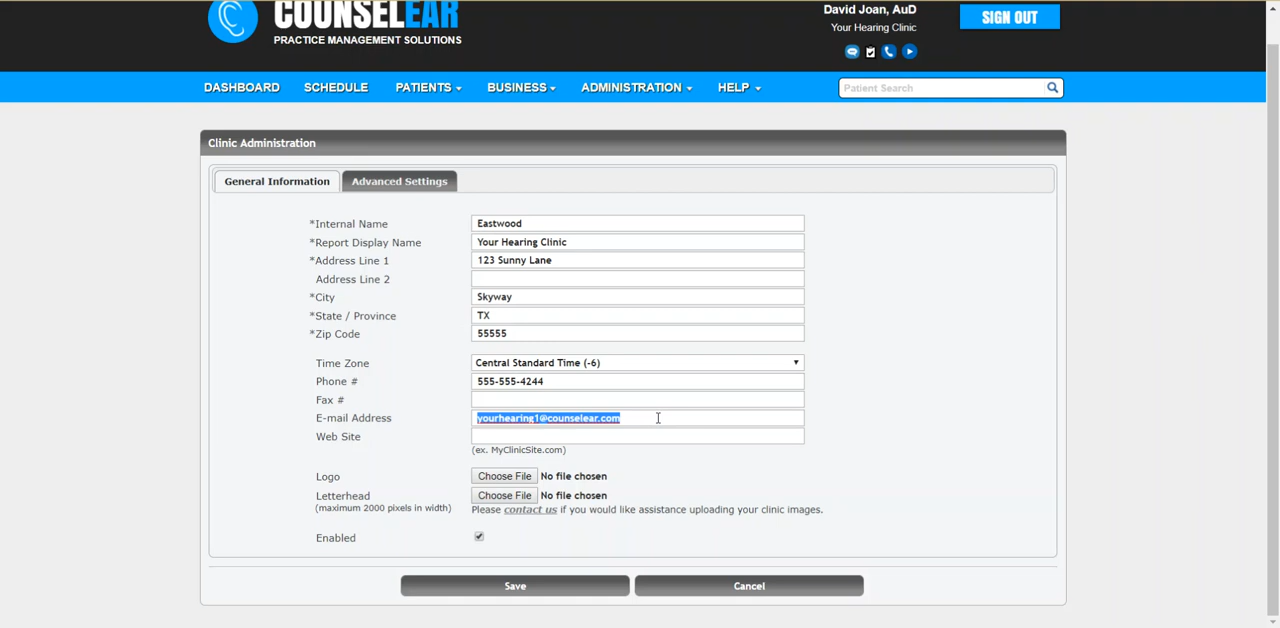 COUNSELEAR
PRACTICE MANAGEMENT SOLUTIONS
David Joan, AuD
Your Hearing Clinic
SIGN OUT
DASHBOARD SCHEDULE PATIENTS BUSINESS ADMINISTRATION HELP Patient Search
Clinic Administration
General Information Advanced Settings
*Internal Name Eastwood
*Report Display Name Your Hearing Clinic
*Address Line 1 123 Sunny Lane
Address Line 2
*City Skyway
*State / Province TX
*Zip Code 55555
Time Zone Central Standard Time (-6)
Phone # 555-555-4244
Fax #
E-mail Address yourhearing1@counselear.com
Web Site
(ex. MyClinicSite.com)
Logo Choose File No file chosen
Letterhead Choose File No file chosen
(maximum 2000 pixels in width) Please contact us if you would like assistance uploading your clinic images.
Enabled
Save Cancel